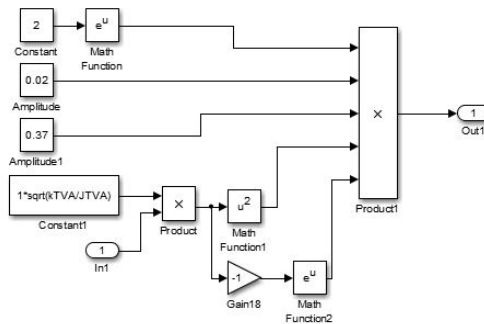 2
e^u
Constant
Math
Function
0.02
Amplitude
0.37
×
1
Amplitude1
Out1
1*sqrt(kTVA/JTVA)
×
u^2
Product1
Constant1
Product
Math
Function1
1
In1
-1
e^u
Gain18
Math
Function2